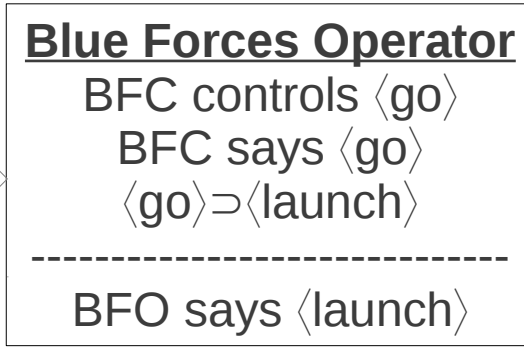 Blue Forces Operator
BFC controls ⟨go⟩
BFC says ⟨go⟩
⟨go⟩⊃⟨launch⟩
------------------------------
BFO says ⟨launch⟩